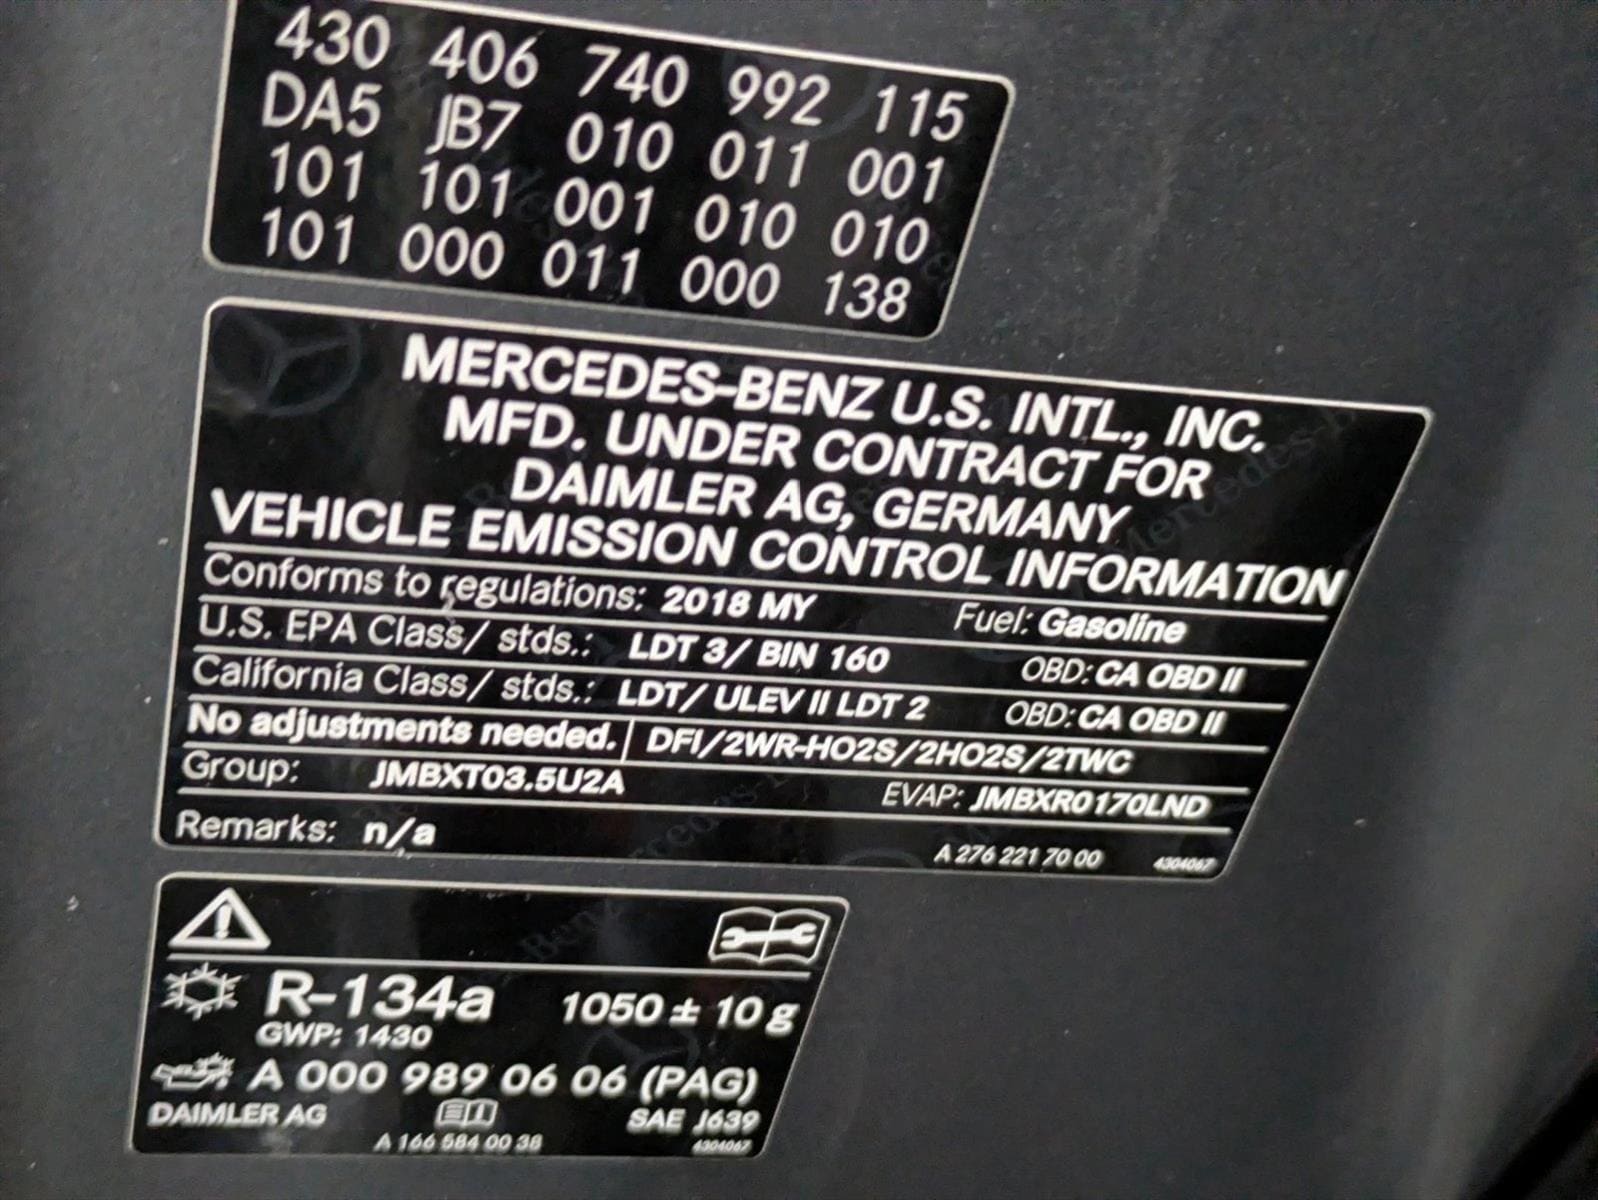 430 406 740 992 115
DA5 JB7 010 011 001
101 101 001 010 010
101 000 011 000 138
MERCEDES-BENZ U.S. INTL., INC.
MFD. UNDER CONTRACT FOR
DAIMLER AG, GERMANY
VEHICLE EMISSION CONTROL INFORMATION
Conforms to regulations: 2018 MY Fuel: Gasoline
U.S. EPA Class/ stds.: LDT 3/ BIN 160 OBD: CA OBD II
California Class/ stds.: LDT/ ULEV II LDT 2 OBD: CA OBD II
No adjustments needed. DFI/2WR-HO2S/2HO2S/2TWC
Group: JMBXT03.5U2A EVAP: JMBXR0170LND
Remarks: n/a
A 276 221 70 00 4304067
R-134a 1050 ± 10 g
GWP: 1430
A 000 989 06 06 (PAG)
DAIMLER AG SAE J639
A 166 584 00 38 4304067